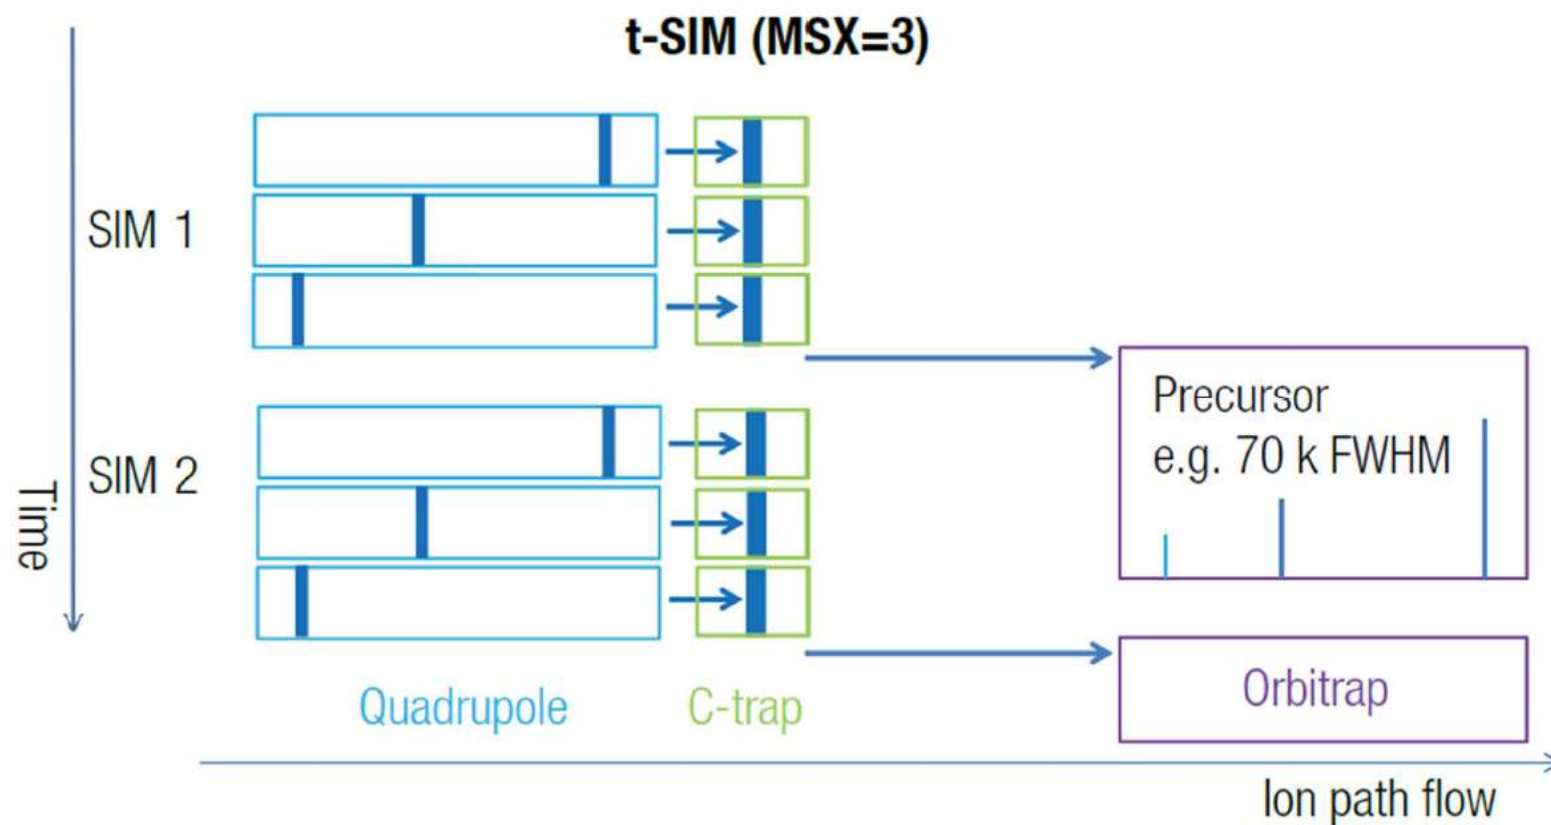 t-SIM (MSX=3)
SIM 1
Precursor
e.g. 70 k FWHM
SIM 2
Time
Orbitrap
Quadrupole
C-trap
Ion path flow